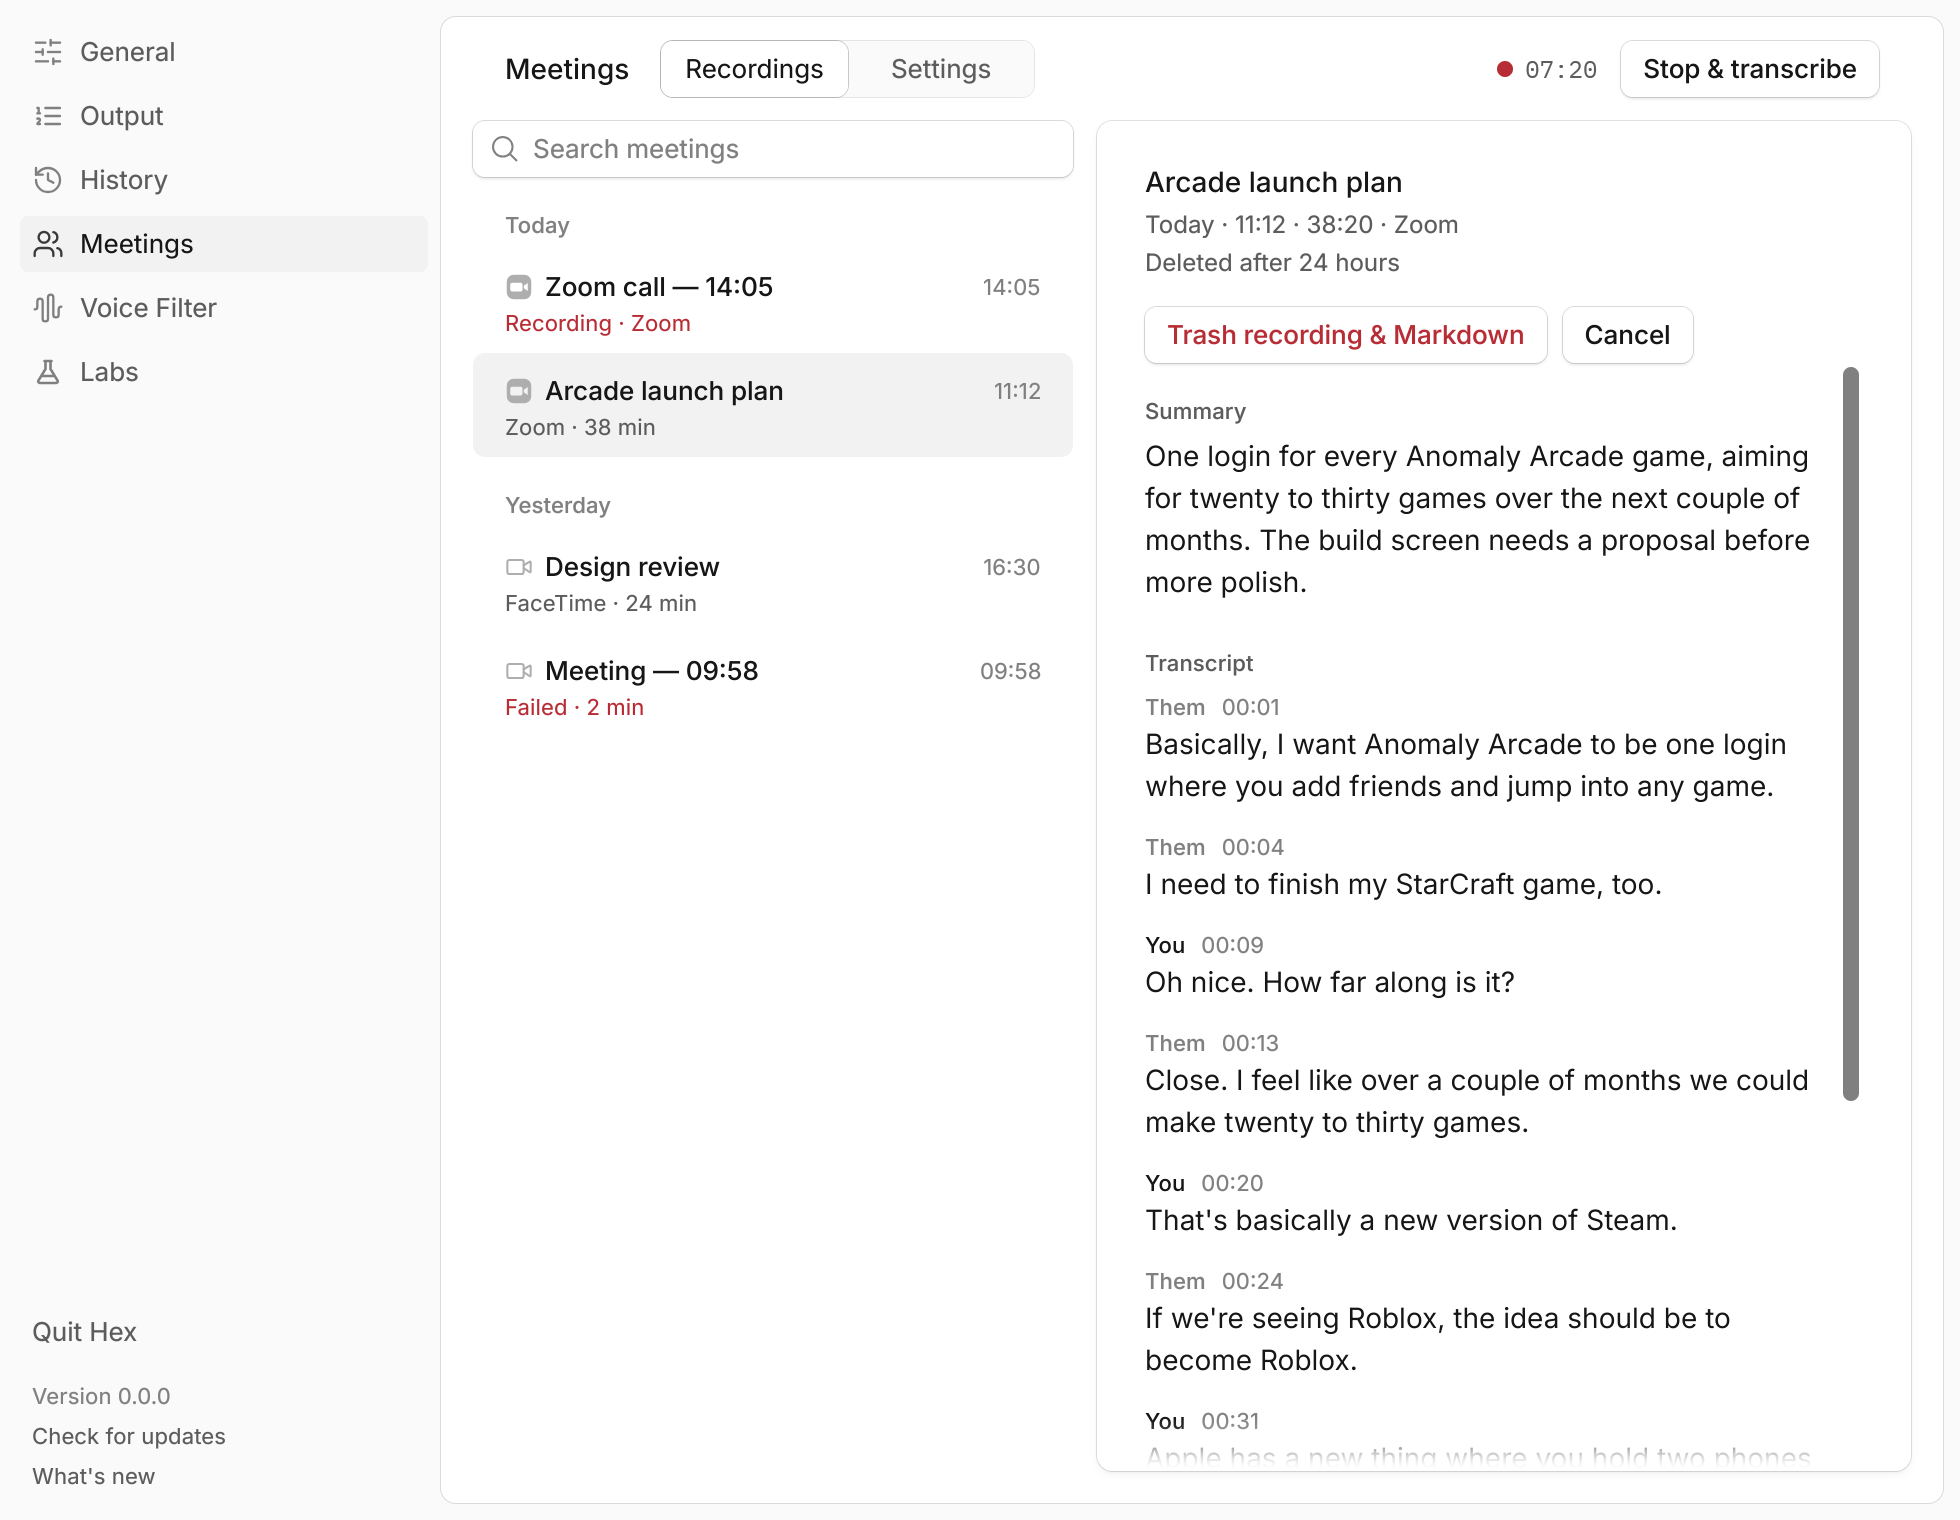 General
Output
History
Meetings
Voice Filter
Labs
Quit Hex
Version 0.0.0
Check for updates
What's new
Meetings
Recordings
Settings
07:20
Stop & transcribe
Search meetings
Today
Zoom call — 14:05 14:05
Recording · Zoom
Arcade launch plan 11:12
Zoom · 38 min
Yesterday
Design review 16:30
FaceTime · 24 min
Meeting — 09:58 09:58
Failed · 2 min
Arcade launch plan
Today · 11:12 · 38:20 · Zoom
Deleted after 24 hours
Trash recording & Markdown
Cancel
Summary
One login for every Anomaly Arcade game, aiming
for twenty to thirty games over the next couple of
months. The build screen needs a proposal before
more polish.
Transcript
Them 00:01
Basically, I want Anomaly Arcade to be one login
where you add friends and jump into any game.
Them 00:04
I need to finish my StarCraft game, too.
You 00:09
Oh nice. How far along is it?
Them 00:13
Close. I feel like over a couple of months we could
make twenty to thirty games.
You 00:20
That's basically a new version of Steam.
Them 00:24
If we're seeing Roblox, the idea should be to
become Roblox.
You 00:31
Apple has a new thing where you hold two phones